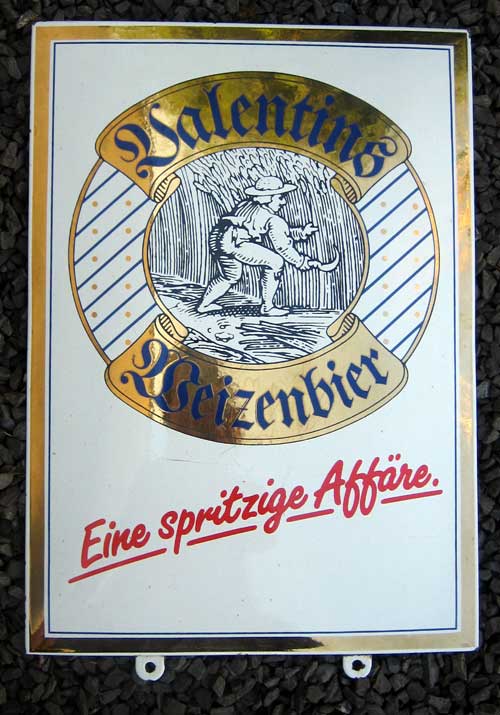 Valentins
Weizenbier
Eine spritzige Affäre.